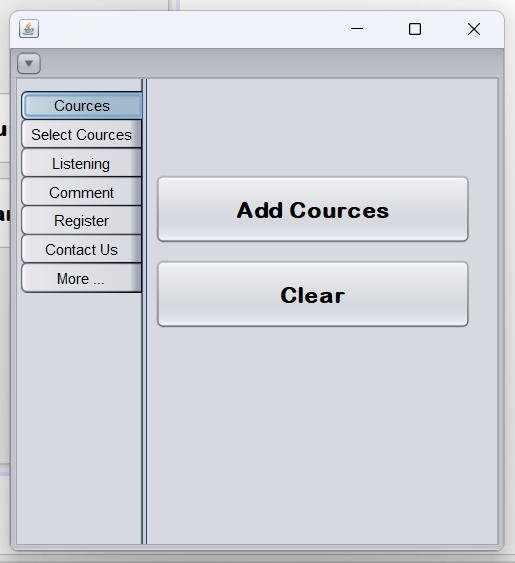 Cources
Select Cources
Listening
Comment
Register
Contact Us
More ...
Add Cources
Clear